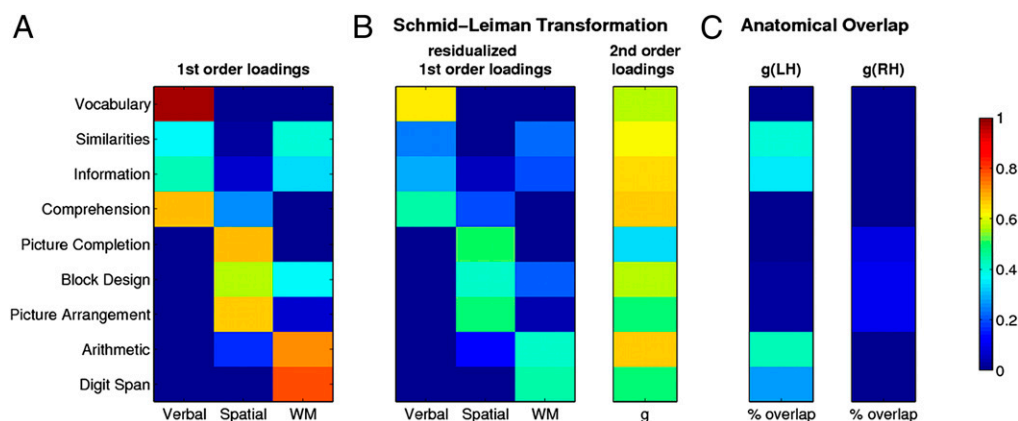 A
1st order loadings
Vocabulary
Similarities
Information
Comprehension
Picture Completion
Block Design
Picture Arrangement
Arithmetic
Digit Span
Verbal Spatial WM
B Schmid–Leiman Transformation
residualized
1st order loadings
2nd order
loadings
Verbal Spatial WM
g
C Anatomical Overlap
g(LH) g(RH)
% overlap % overlap
1
0.8
0.6
0.4
0.2
0